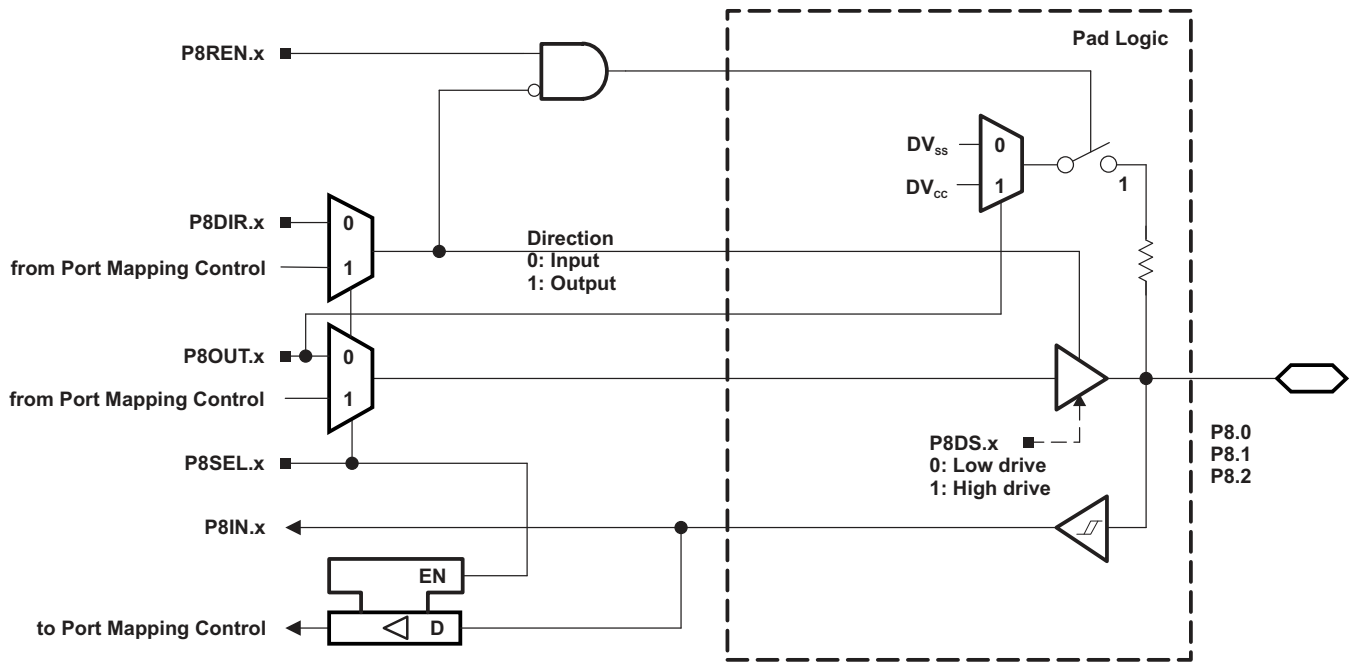 Pad Logic
P8REN.x
DVSS
0
DVCC
1
1
P8DIR.x
0
from Port Mapping Control
1
Direction
0: Input
1: Output
P8OUT.x
0
from Port Mapping Control
1
P8DS.x
0: Low drive
1: High drive
P8.0
P8.1
P8.2
P8SEL.x
P8IN.x
EN
to Port Mapping Control
D